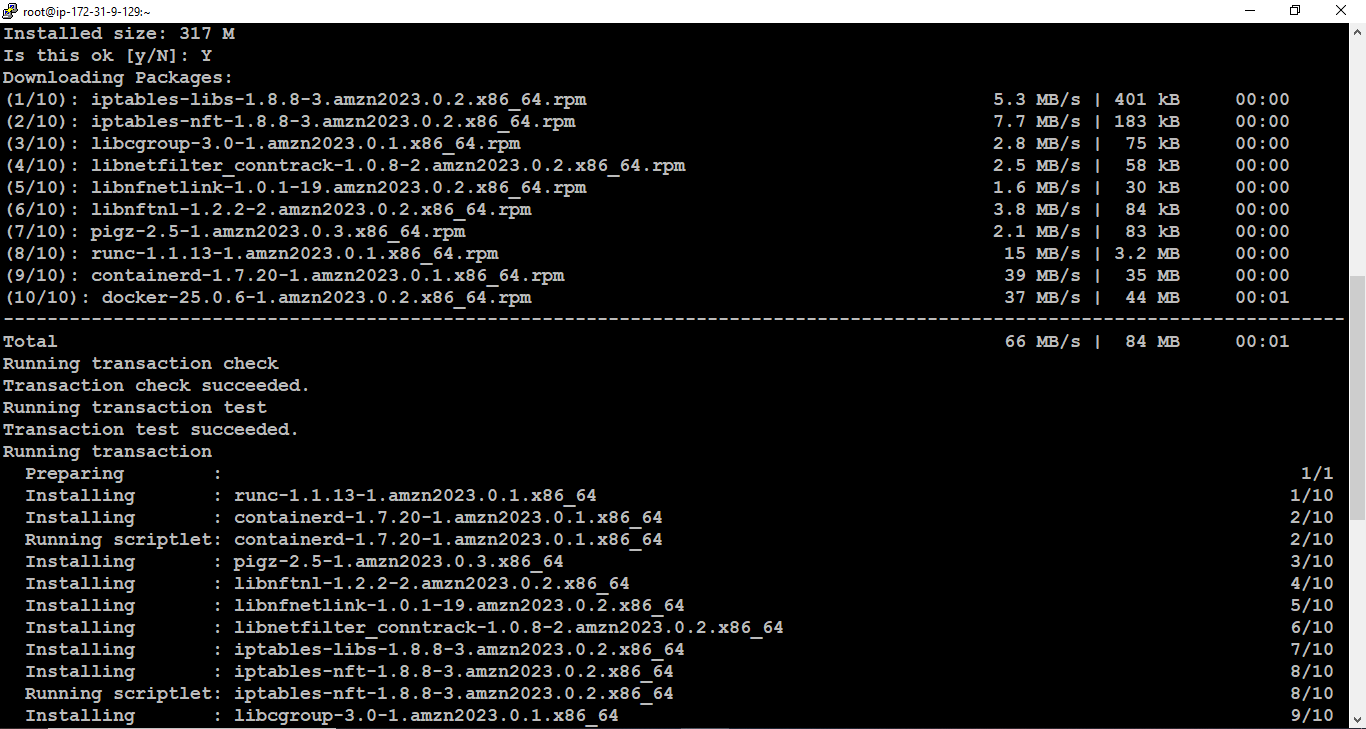 root@ip-172-31-9-129:~
Installed size: 317 M
Is this ok [y/N]: Y
Downloading Packages:
(1/10): iptables-libs-1.8.8-3.amzn2023.0.2.x86_64.rpm 5.3 MB/s | 401 kB 00:00
(2/10): iptables-nft-1.8.8-3.amzn2023.0.2.x86_64.rpm 7.7 MB/s | 183 kB 00:00
(3/10): libcgroup-3.0-1.amzn2023.0.1.x86_64.rpm 2.8 MB/s | 75 kB 00:00
(4/10): libnetfilter_conntrack-1.0.8-2.amzn2023.0.2.x86_64.rpm 2.5 MB/s | 58 kB 00:00
(5/10): libnfnetlink-1.0.1-19.amzn2023.0.2.x86_64.rpm 1.6 MB/s | 30 kB 00:00
(6/10): libnftnl-1.2.2-2.amzn2023.0.2.x86_64.rpm 3.8 MB/s | 84 kB 00:00
(7/10): pigz-2.5-1.amzn2023.0.3.x86_64.rpm 2.1 MB/s | 83 kB 00:00
(8/10): runc-1.1.13-1.amzn2023.0.1.x86_64.rpm 15 MB/s | 3.2 MB 00:00
(9/10): containerd-1.7.20-1.amzn2023.0.1.x86_64.rpm 39 MB/s | 35 MB 00:00
(10/10): docker-25.0.6-1.amzn2023.0.2.x86_64.rpm 37 MB/s | 44 MB 00:01
--------------------------------------------------------------------------------------------------------------------------
Total 66 MB/s | 84 MB 00:01
Running transaction check
Transaction check succeeded.
Running transaction test
Transaction test succeeded.
Running transaction
Preparing : 1/1
Installing : runc-1.1.13-1.amzn2023.0.1.x86_64 1/10
Installing : containerd-1.7.20-1.amzn2023.0.1.x86_64 2/10
Running scriptlet: containerd-1.7.20-1.amzn2023.0.1.x86_64 2/10
Installing : pigz-2.5-1.amzn2023.0.3.x86_64 3/10
Installing : libnftnl-1.2.2-2.amzn2023.0.2.x86_64 4/10
Installing : libnfnetlink-1.0.1-19.amzn2023.0.2.x86_64 5/10
Installing : libnetfilter_conntrack-1.0.8-2.amzn2023.0.2.x86_64 6/10
Installing : iptables-libs-1.8.8-3.amzn2023.0.2.x86_64 7/10
Installing : iptables-nft-1.8.8-3.amzn2023.0.2.x86_64 8/10
Running scriptlet: iptables-nft-1.8.8-3.amzn2023.0.2.x86_64 8/10
Installing : libcgroup-3.0-1.amzn2023.0.1.x86_64 9/10